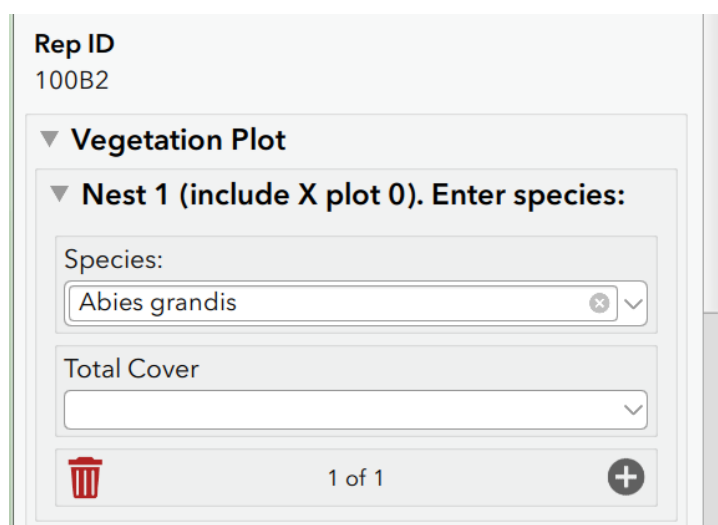 Rep ID
100B2
Vegetation Plot
Nest 1 (include X plot 0). Enter species:
Species:
Abies grandis
Total Cover
1 of 1